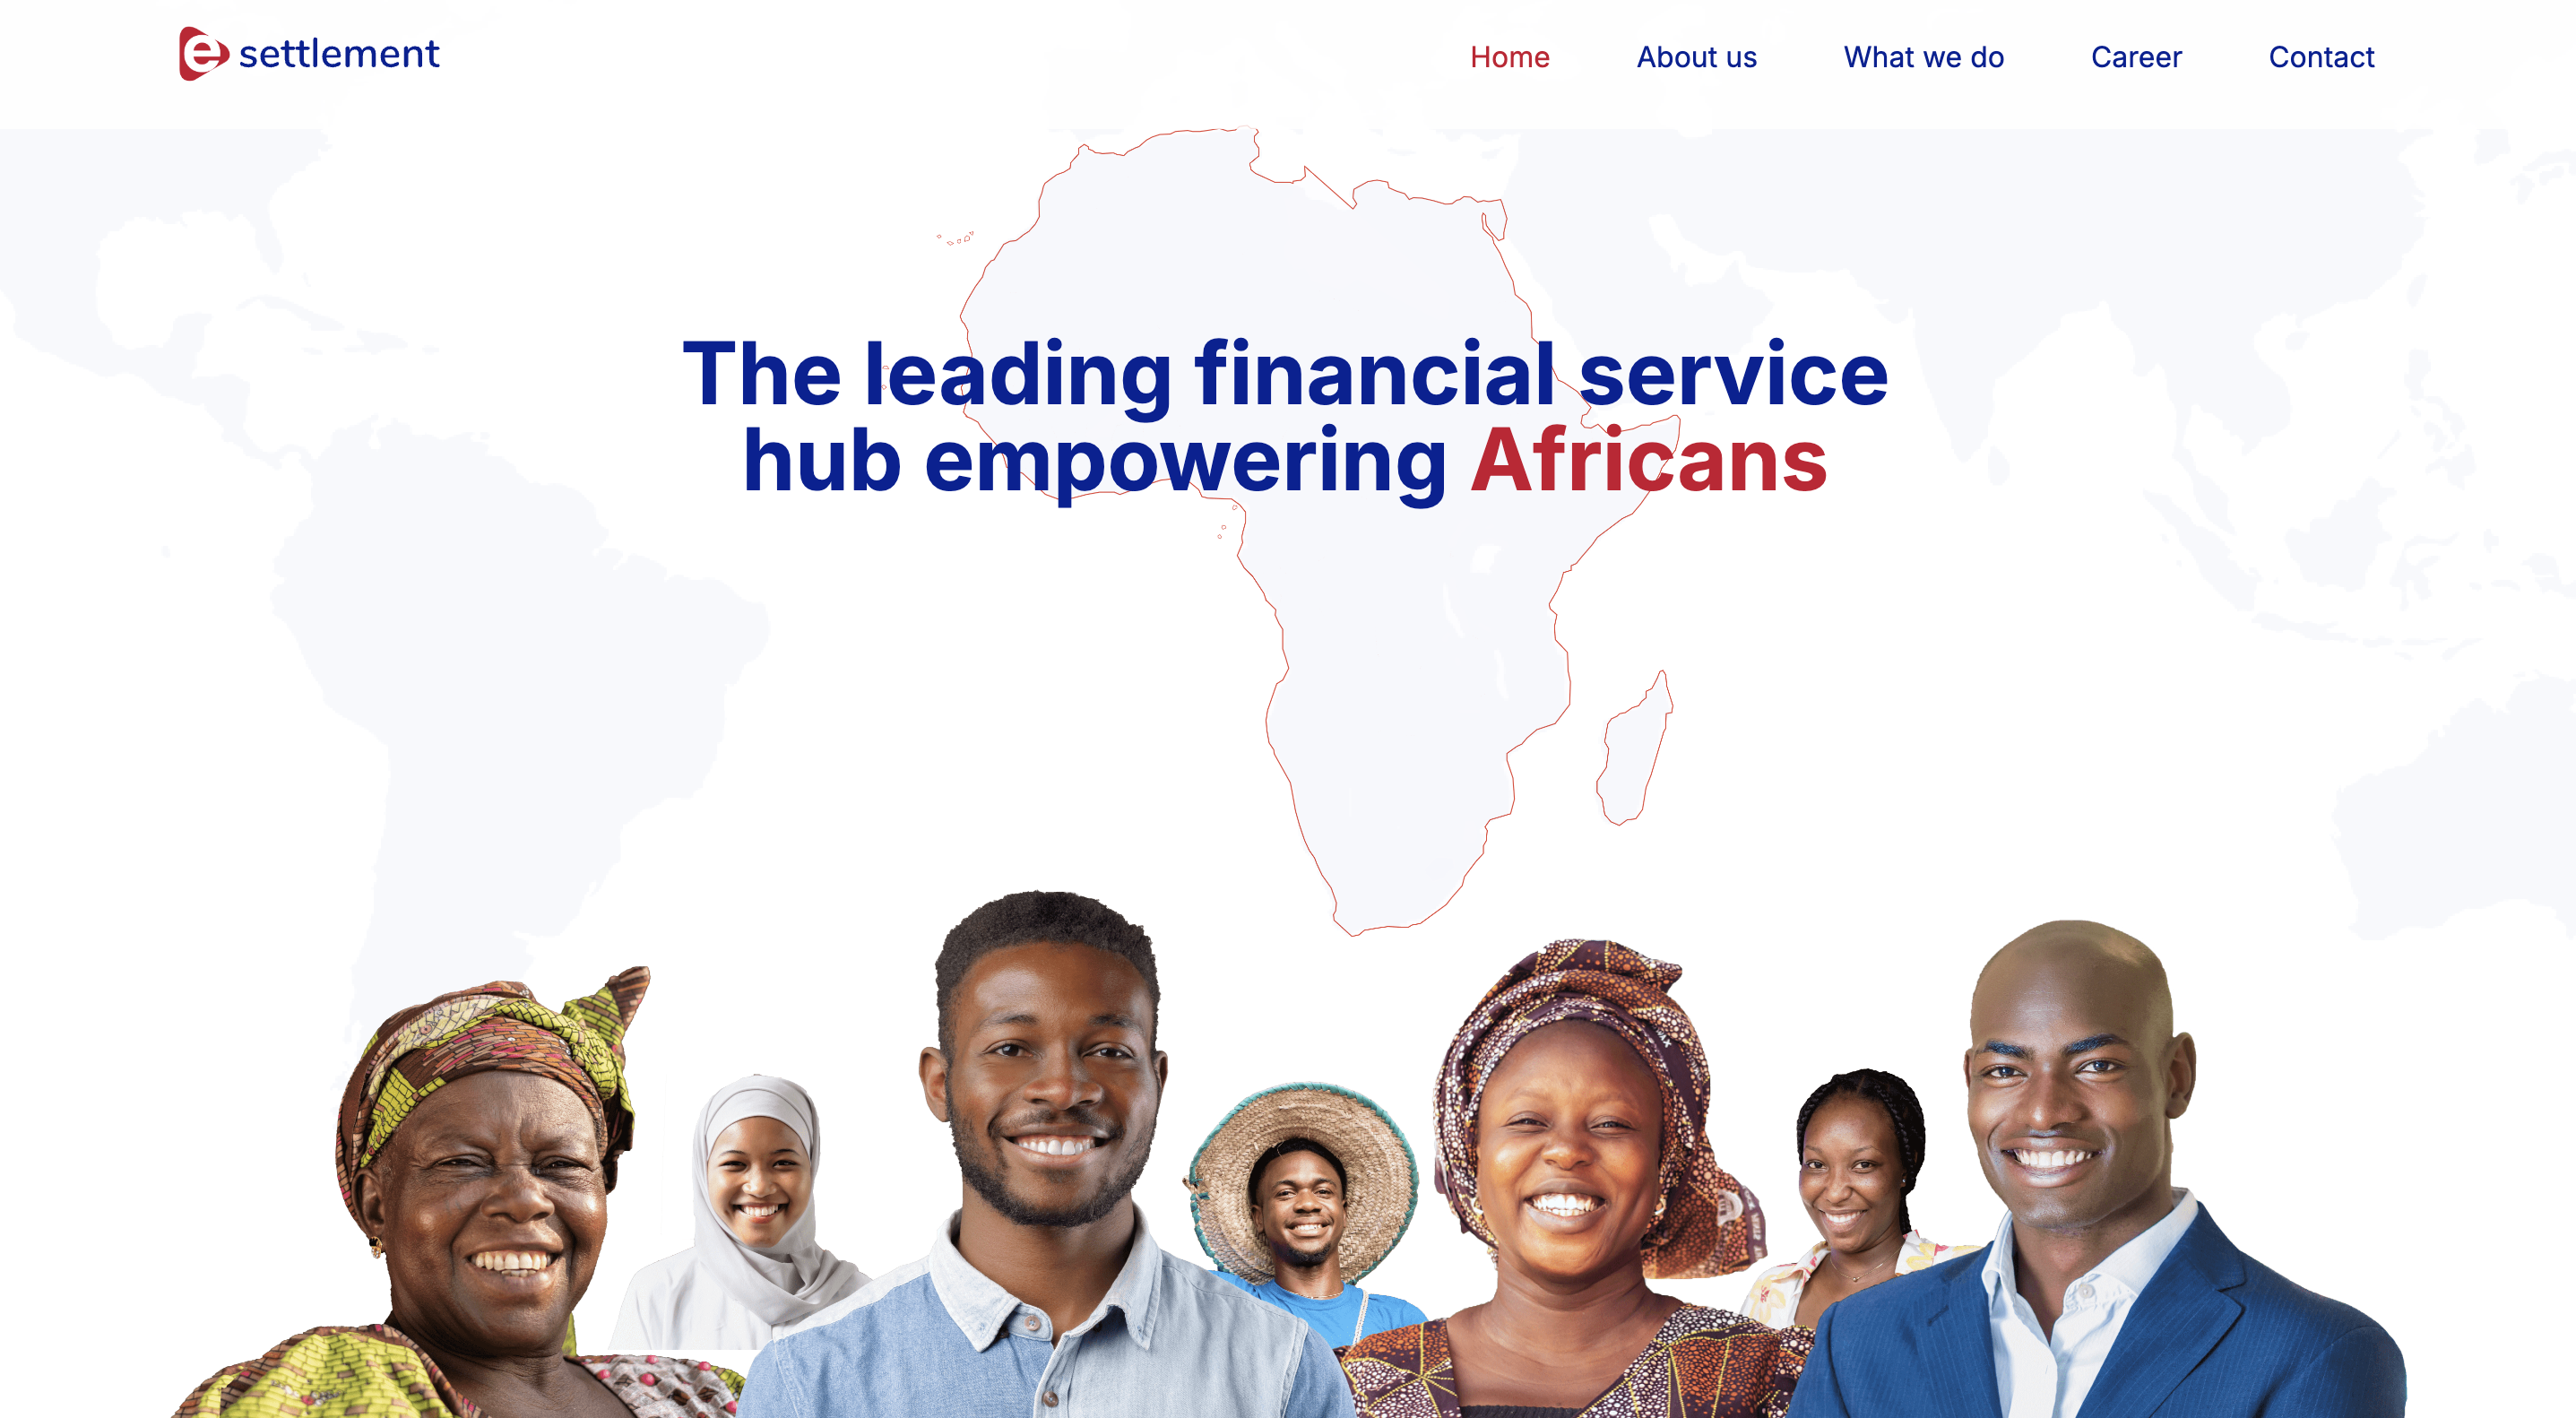 e settlement
Home
About us
What we do
Career
Contact
The leading financial service
hub empowering Africans